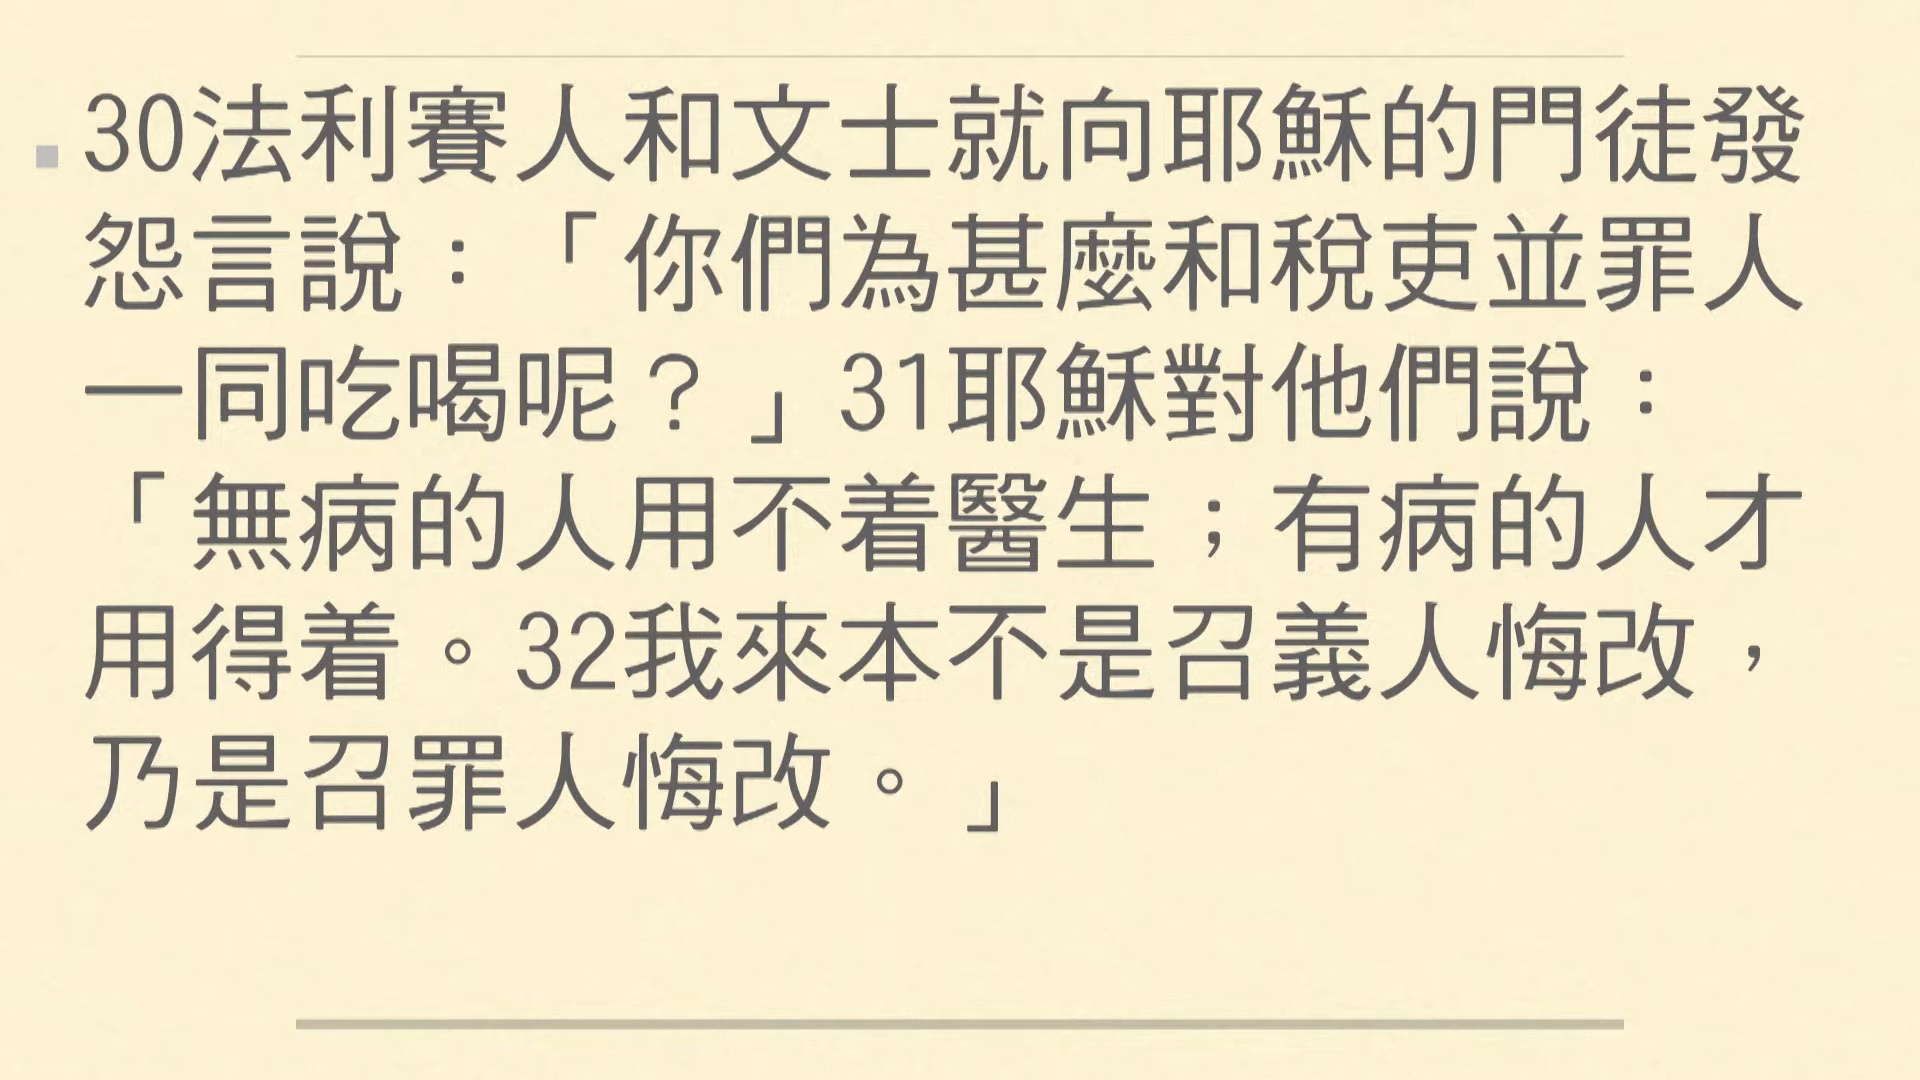 30法利賽人和文士就向耶穌的門徒發
怨言說：「你們為甚麼和稅吏並罪人
一同吃喝呢？」31耶穌對他們說：
「無病的人用不着醫生；有病的人才
用得着。32我來本不是召義人悔改，
乃是召罪人悔改。」